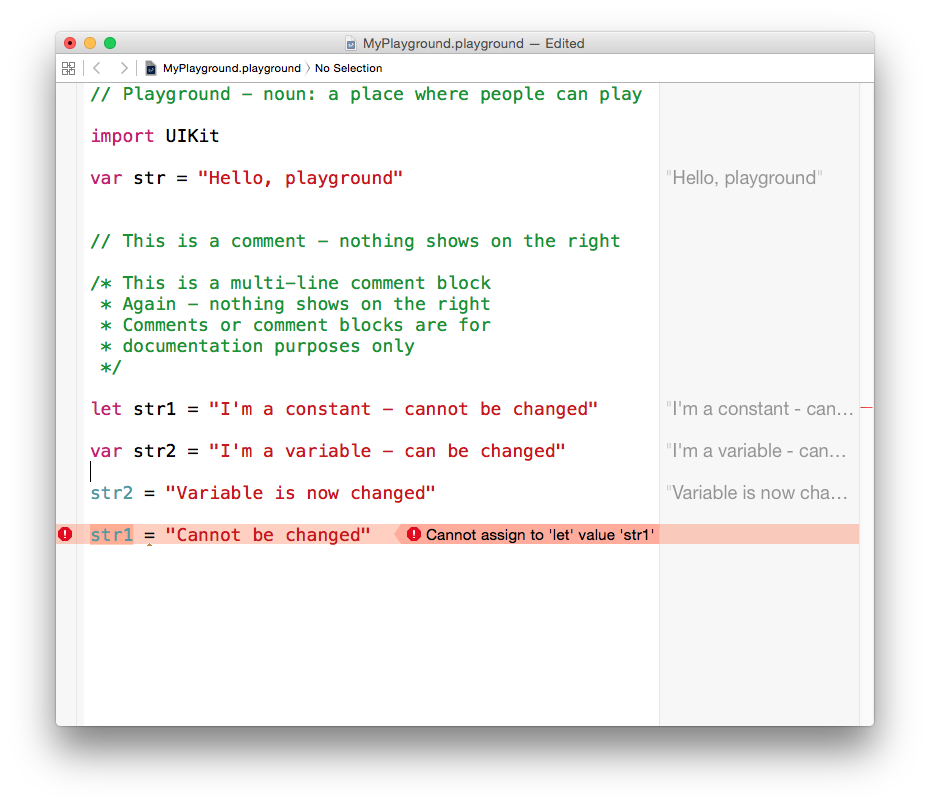 MyPlayground.playground — Edited
MyPlayground.playground 〉 No Selection
// Playground – noun: a place where people can play
import UIKit
var str = "Hello, playground"    "Hello, playground"
// This is a comment – nothing shows on the right
/* This is a multi–line comment block
 * Again – nothing shows on the right
 * Comments or comment blocks are for
 * documentation purposes only
 */
let str1 = "I'm a constant – cannot be changed"    "I'm a constant - can…
var str2 = "I'm a variable – can be changed"    "I'm a variable - can…
str2 = "Variable is now changed"    "Variable is now cha…
str1 = "Cannot be changed"    Cannot assign to 'let' value 'str1'